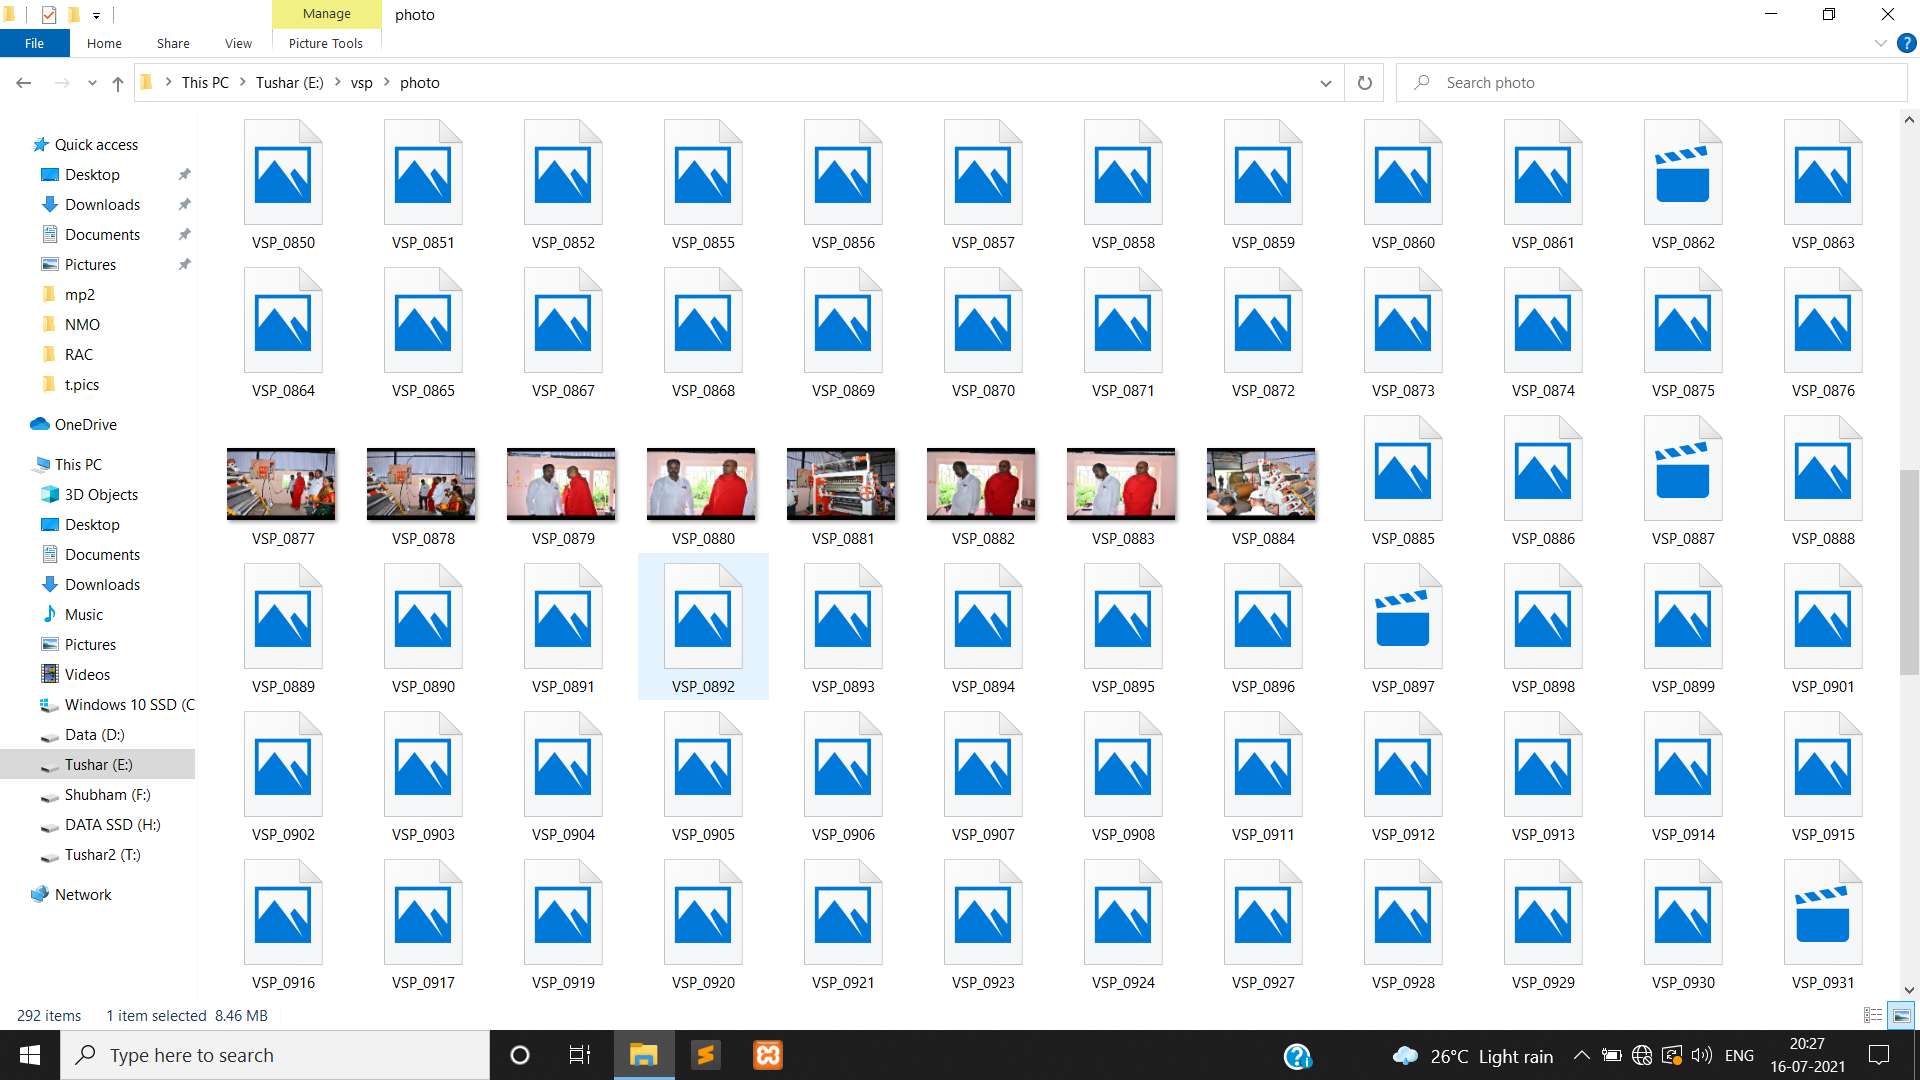 Manage
photo
File
Home
Share
View
Picture Tools
This PC
Tushar (E:)
vsp
photo
Search photo
Quick access
Desktop
Downloads
Documents
Pictures
mp2
NMO
RAC
t.pics
OneDrive
This PC
3D Objects
Desktop
Documents
Downloads
Music
Pictures
Videos
Windows 10 SSD (C
Data (D:)
Tushar (E:)
Shubham (F:)
DATA SSD (H:)
Tushar2 (T:)
Network
VSP_0850 VSP_0851 VSP_0852 VSP_0855 VSP_0856 VSP_0857 VSP_0858 VSP_0859 VSP_0860 VSP_0861 VSP_0862 VSP_0863
VSP_0864 VSP_0865 VSP_0867 VSP_0868 VSP_0869 VSP_0870 VSP_0871 VSP_0872 VSP_0873 VSP_0874 VSP_0875 VSP_0876
VSP_0877 VSP_0878 VSP_0879 VSP_0880 VSP_0881 VSP_0882 VSP_0883 VSP_0884 VSP_0885 VSP_0886 VSP_0887 VSP_0888
VSP_0889 VSP_0890 VSP_0891 VSP_0892 VSP_0893 VSP_0894 VSP_0895 VSP_0896 VSP_0897 VSP_0898 VSP_0899 VSP_0901
VSP_0902 VSP_0903 VSP_0904 VSP_0905 VSP_0906 VSP_0907 VSP_0908 VSP_0911 VSP_0912 VSP_0913 VSP_0914 VSP_0915
VSP_0916 VSP_0917 VSP_0919 VSP_0920 VSP_0921 VSP_0923 VSP_0924 VSP_0927 VSP_0928 VSP_0929 VSP_0930 VSP_0931
292 items 1 item selected 8.46 MB
Type here to search
26°C Light rain
ENG
20:27
16-07-2021